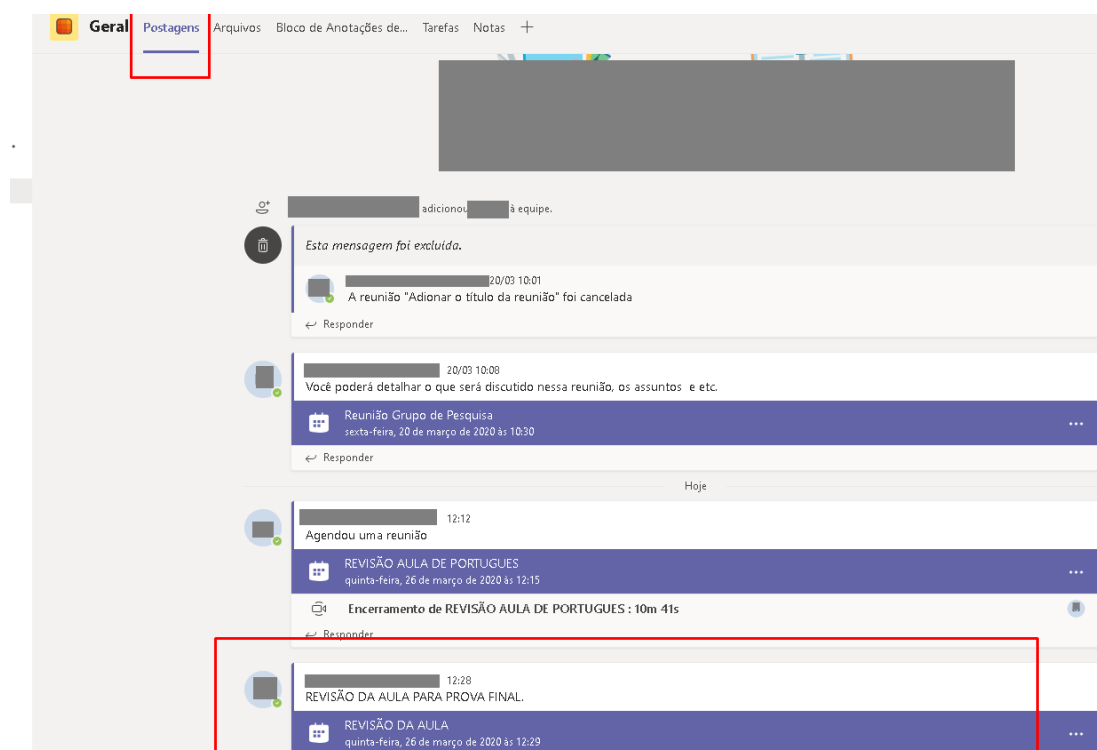 Geral Postagens Arquivos Bloco de Anotações de... Tarefas Notas
adicionou à equipe.
Esta mensagem foi excluída.
20/03 10:01
A reunião "Adionar o título da reunião" foi cancelada
Responder
20/03 10:08
Você poderá detalhar o que será discutido nessa reunião, os assuntos e etc.
Reunião Grupo de Pesquisa
sexta-feira, 20 de março de 2020 às 10:30
Responder
Hoje
12:12
Agendou uma reunião
REVISÃO AULA DE PORTUGUES
quinta-feira, 26 de março de 2020 às 12:15
Encerramento de REVISÃO AULA DE PORTUGUES : 10m 41s
Responder
12:28
REVISÃO DA AULA PARA PROVA FINAL.
REVISÃO DA AULA
quinta-feira, 26 de março de 2020 às 12:29